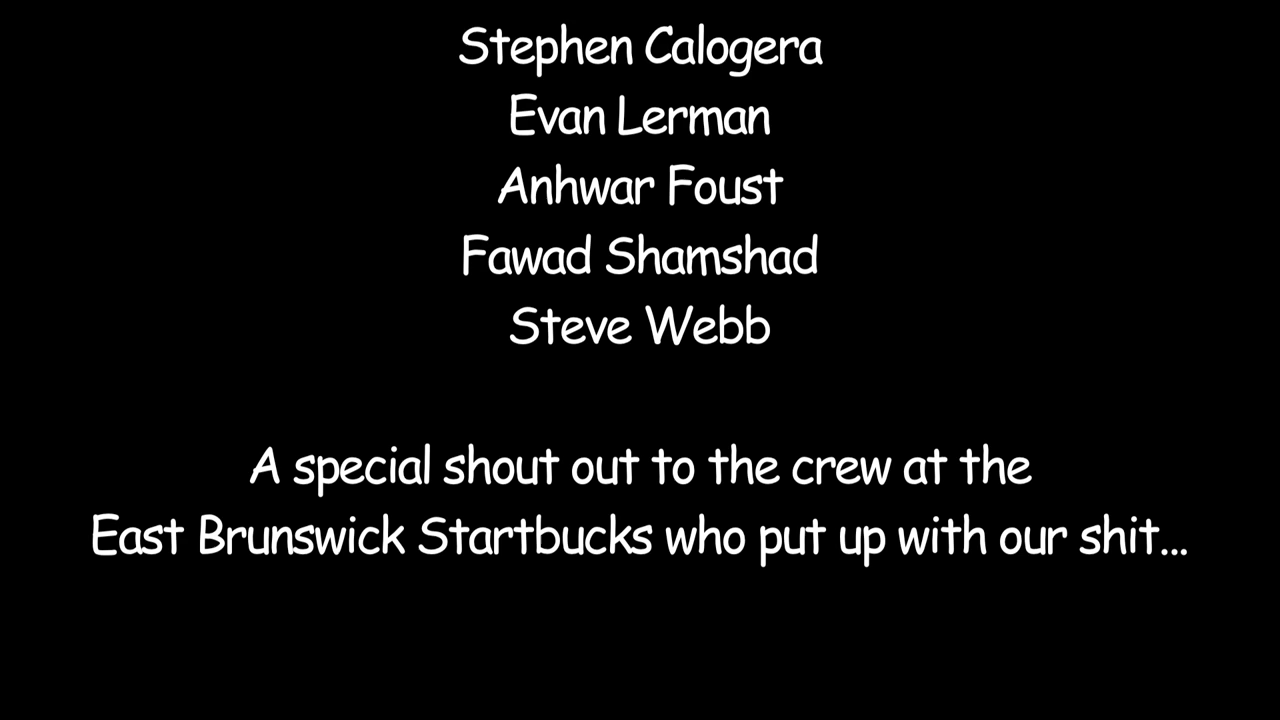 Stephen Calogera
Evan Lerman
Anhwar Foust
Fawad Shamshad
Steve Webb
A special shout out to the crew at the
East Brunswick Startbucks who put up with our shit...